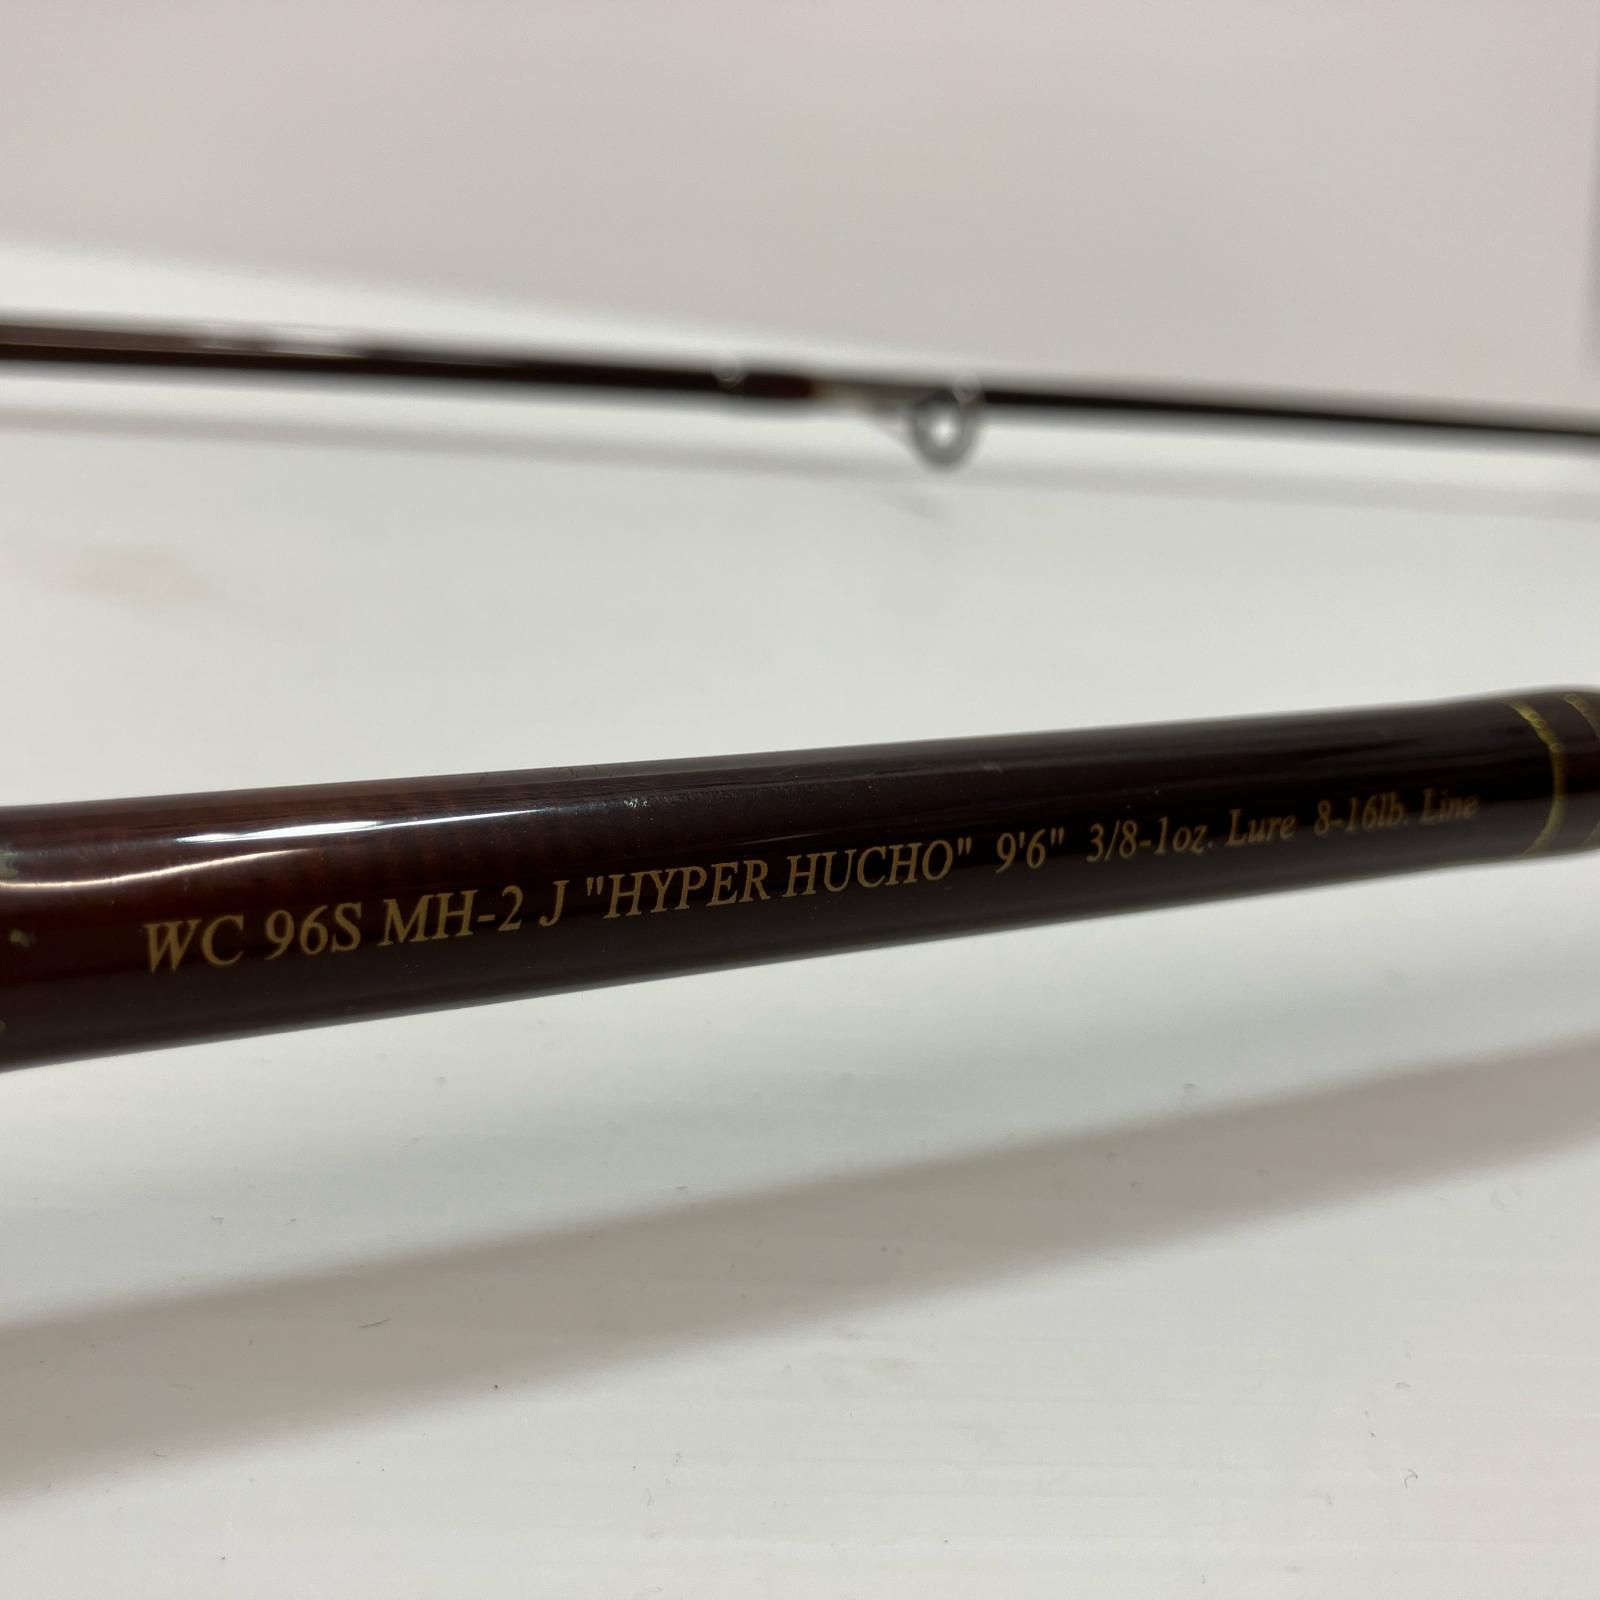 WC 96S MH-2 J "HYPER HUCHO" 9'6" 3/8-1oz. Lure 8-16lb. Line